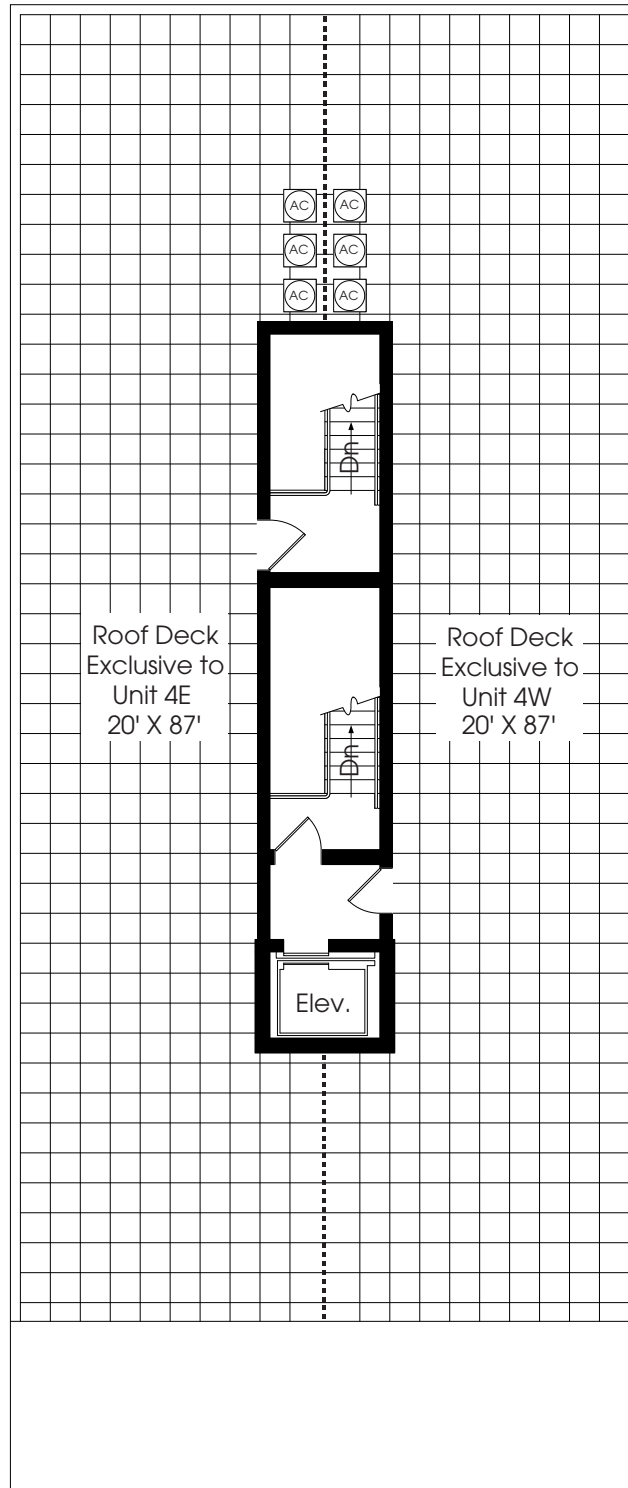 AC AC
AC AC
AC AC
Dn
Roof Deck
Exclusive to
Unit 4E
20' X 87'
Roof Deck
Exclusive to
Unit 4W
20' X 87'
Dn
Elev.